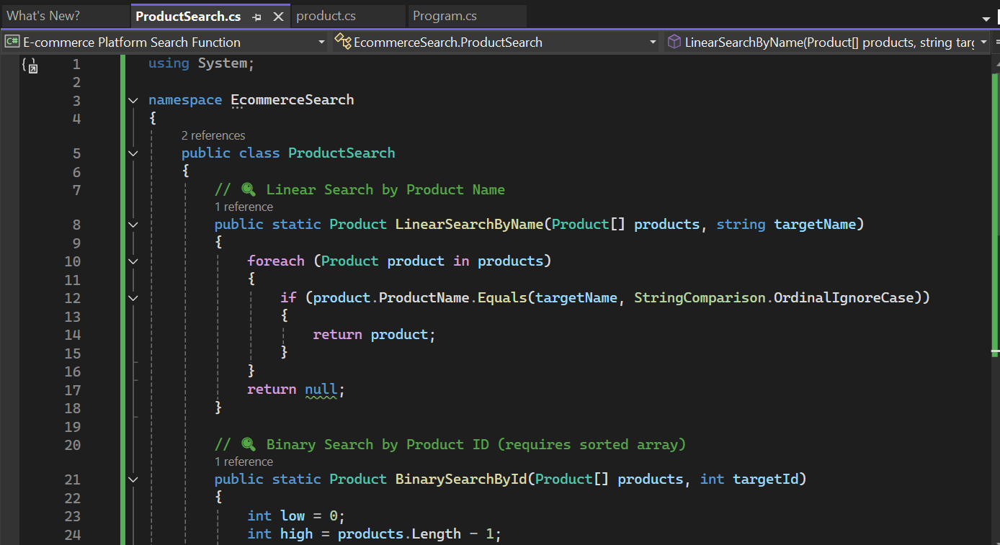 What's New?
ProductSearch.cs
product.cs
Program.cs
C# E-commerce Platform Search Function
EcommerceSearch.ProductSearch
LinearSearchByName(Product[] products, string targ
1 using System;
2
3 namespace EcommerceSearch
4 {
2 references
5 public class ProductSearch
6 {
7 // 🔍 Linear Search by Product Name
1 reference
8 public static Product LinearSearchByName(Product[] products, string targetName)
9 {
10 foreach (Product product in products)
11 {
12 if (product.ProductName.Equals(targetName, StringComparison.OrdinalIgnoreCase))
13 {
14 return product;
15 }
16 }
17 return null;
18 }
19
20 // 🔍 Binary Search by Product ID (requires sorted array)
1 reference
21 public static Product BinarySearchById(Product[] products, int targetId)
22 {
23 int low = 0;
24 int high = products.Length - 1;